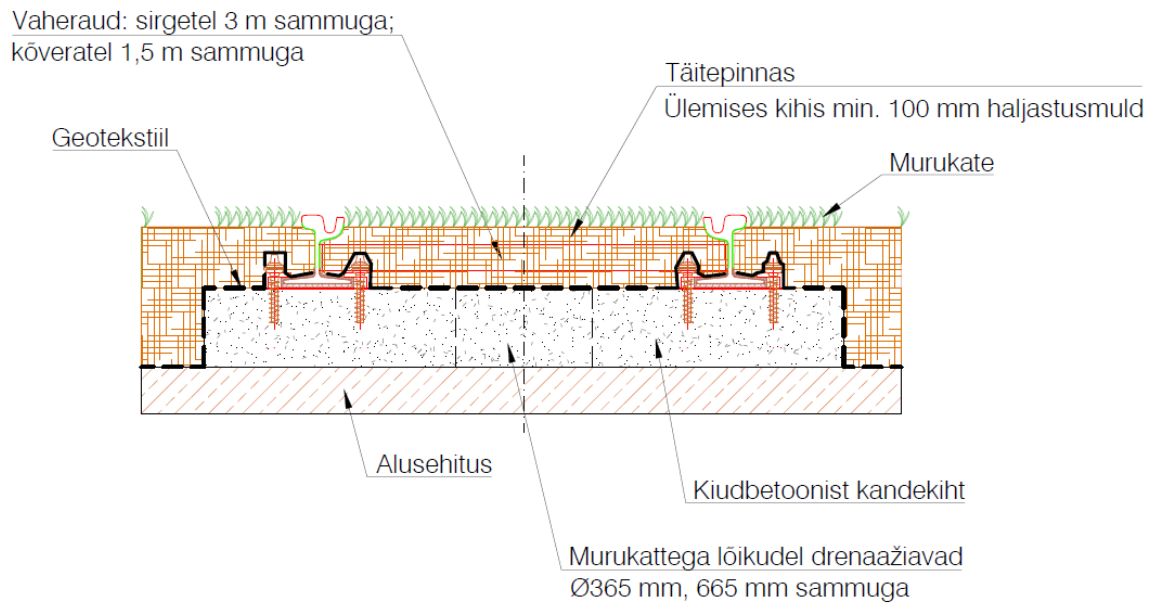 Vaheraud: sirgetel 3 m sammuga;
kõveratel 1,5 m sammuga
Täitepinnas
Ülemises kihis min. 100 mm haljastusmuld
Geotekstiil
Murukate
Alusehitus
Kiudbetoonist kandekiht
Murukattega lõikudel drenaažiavad
Ø365 mm, 665 mm sammuga